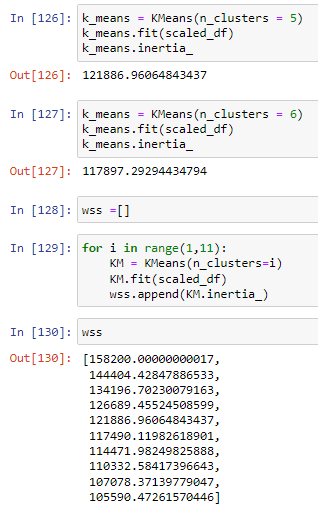 In [126]: k_means = KMeans(n_clusters = 5)
k_means.fit(scaled_df)
k_means.inertia_
Out[126]: 121886.96064843437
In [127]: k_means = KMeans(n_clusters = 6)
k_means.fit(scaled_df)
k_means.inertia_
Out[127]: 117897.29294434794
In [128]: wss =[]
In [129]: for i in range(1,11):
    KM = KMeans(n_clusters=i)
    KM.fit(scaled_df)
    wss.append(KM.inertia_)
In [130]: wss
Out[130]: [158200.00000000017,
144404.42847886533,
134196.70230079163,
126689.45524508599,
121886.96064843437,
117490.11982618901,
114471.98249825888,
110332.58417396643,
107078.37139779047,
105590.47261570446]